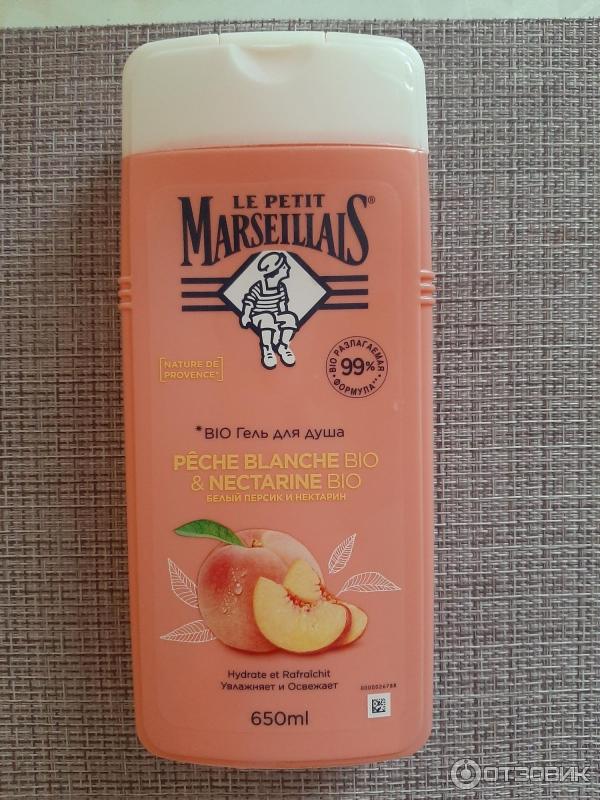 LE PETIT
MARSEILLAIS®
[NATURE DE
PROVENCE*]
• BIO РАЗЛАГАЕМАЯ •
99%
ФОРМУЛА**
*BIO Гель для душа
PÊCHE BLANCHE BIO
& NECTARINE BIO
БЕЛЫЙ ПЕРСИК И НЕКТАРИН
Hydrate et Rafraîchit
Увлажняет и Освежает
0000026788
650ml
ОТЗОВИК